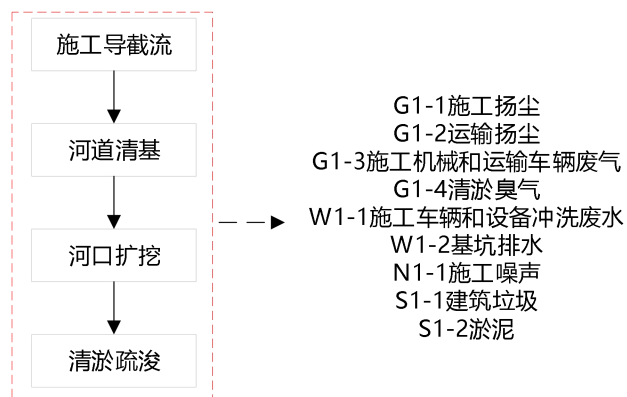 施工导截流
河道清基
河口扩挖
清淤疏浚
G1-1施工扬尘
G1-2运输扬尘
G1-3施工机械和运输车辆废气
G1-4清淤臭气
W1-1施工车辆和设备冲洗废水
W1-2基坑排水
N1-1施工噪声
S1-1建筑垃圾
S1-2淤泥